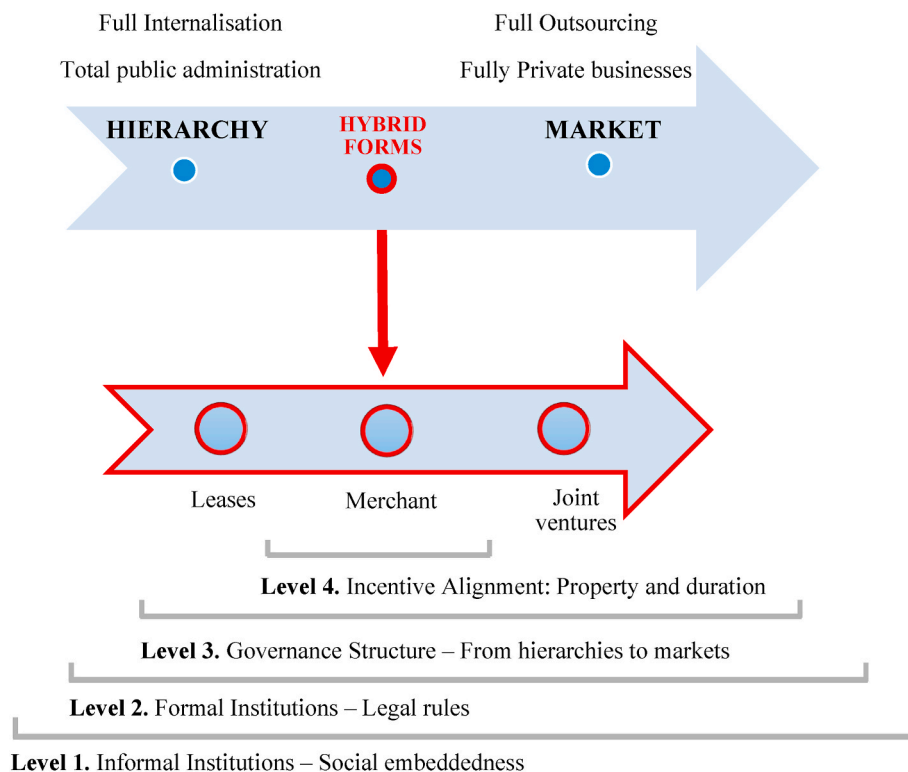 Full Internalisation
Full Outsourcing
Total public administration
Fully Private businesses
HIERARCHY
HYBRID
FORMS
MARKET
Leases
Merchant
Joint
ventures
Level 4. Incentive Alignment: Property and duration
Level 3. Governance Structure – From hierarchies to markets
Level 2. Formal Institutions – Legal rules
Level 1. Informal Institutions – Social embeddedness